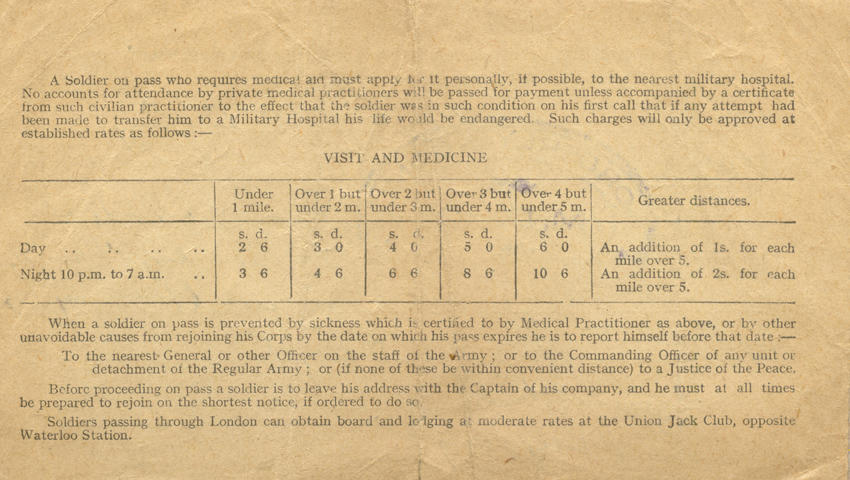 A Soldier on pass who requires medical aid must apply for it personally, if possible, to the nearest military hospital.
No accounts for attendance by private medical practitioners will be passed for payment unless accompanied by a certificate
from such civilian practitioner to the effect that the soldier was in such condition on his first call that if any attempt had
been made to transfer him to a Military Hospital his life would be endangered. Such charges will only be approved at
established rates as follows :—
VISIT AND MEDICINE
Under 1 mile. Over 1 but under 2 m. Over 2 but under 3 m. Over 3 but under 4 m. Over 4 but under 5 m. Greater distances.
s. d. s. d. s. d. s. d. s. d.
Day .. .. .. .. 2 6 3 0 4 0 5 0 6 0 An addition of 1s. for each
mile over 5.
Night 10 p.m. to 7 a.m. .. 3 6 4 6 6 6 8 6 10 6 An addition of 2s. for each
mile over 5.
When a soldier on pass is prevented by sickness which is certified to by Medical Practitioner as above, or by other
unavoidable causes from rejoining his Corps by the date on which his pass expires he is to report himself before that date :—
To the nearest General or other Officer on the staff of the Army ; or to the Commanding Officer of any unit or
detachment of the Regular Army ; or (if none of these be within convenient distance) to a Justice of the Peace.
Before proceeding on pass a soldier is to leave his address with the Captain of his company, and he must at all times
be prepared to rejoin on the shortest notice, if ordered to do so.
Soldiers passing through London can obtain board and lodging at moderate rates at the Union Jack Club, opposite
Waterloo Station.